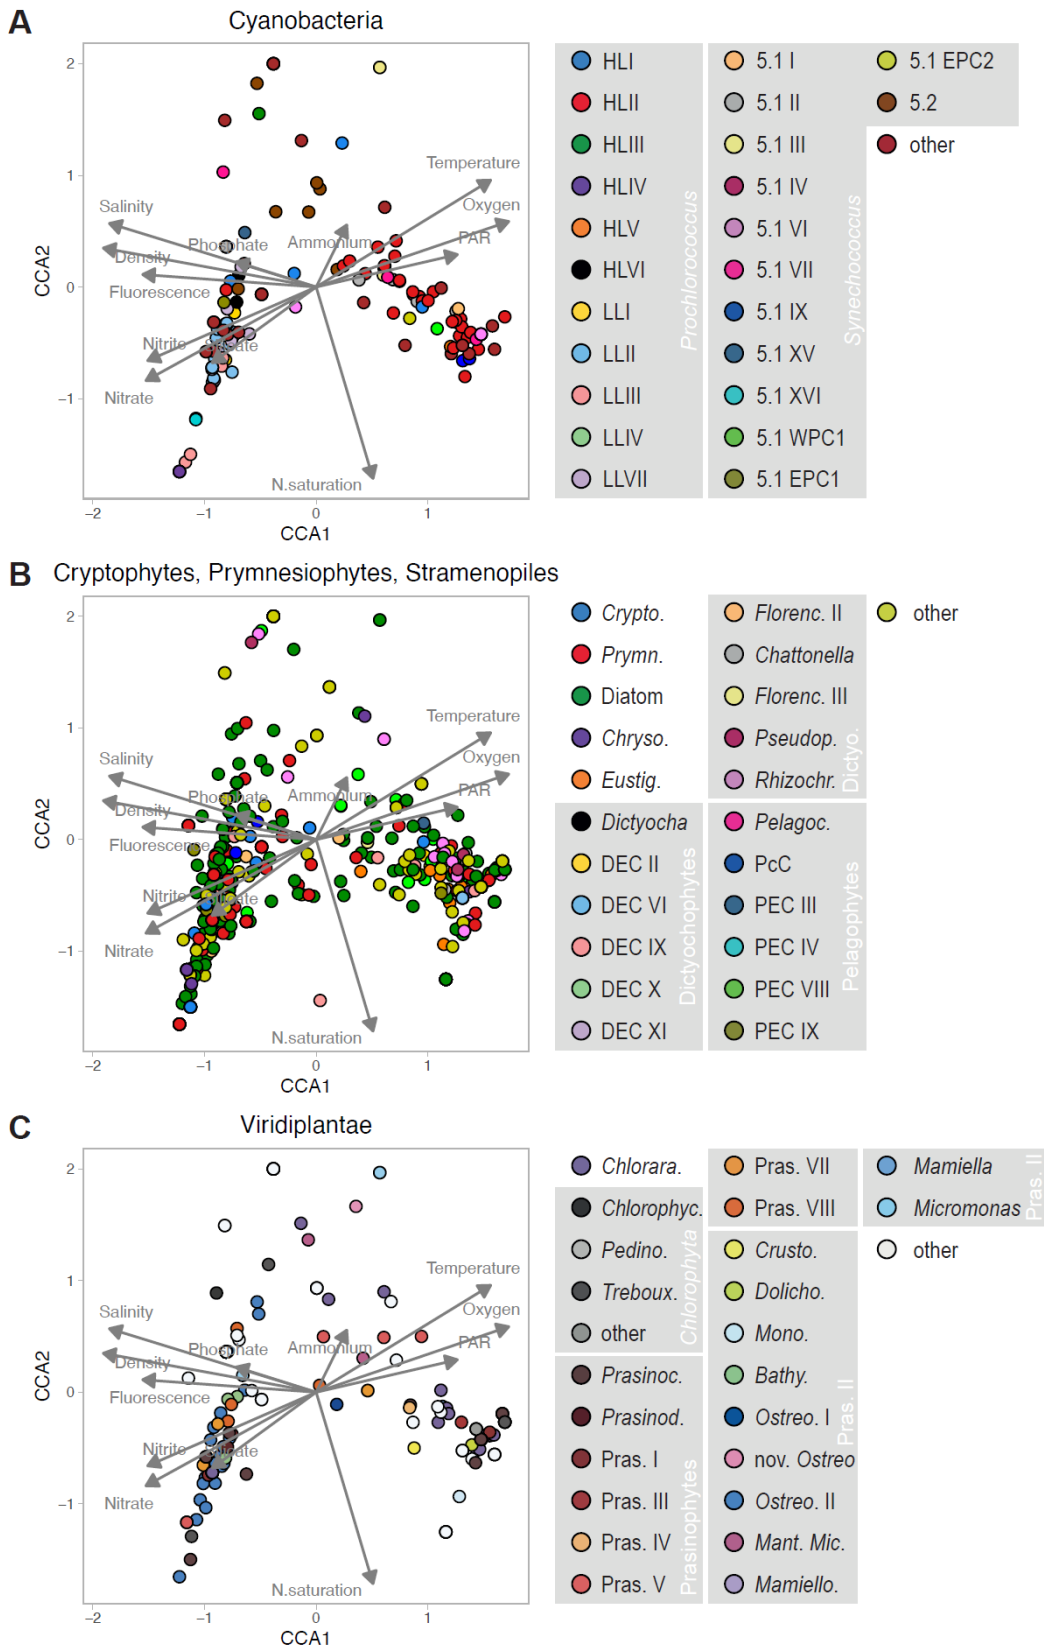 A
Cyanobacteria
2
1
0
−1
CCA2
Temperature
Oxygen
PAR
Salinity
Phosphate
Ammonium
Density
Fluorescence
Nitrite
Nitrate
N.saturation
−2
−1
0
1
CCA1
HLI
HLII
HLIII
HLIV
HLV
HLVI
LLI
LLII
LLIII
LLIV
LLVII
Prochlorococcus
5.1 I
5.1 II
5.1 III
5.1 IV
5.1 VI
5.1 VII
5.1 IX
5.1 XV
5.1 XVI
5.1 WPC1
5.1 EPC1
Synechococcus
5.1 EPC2
5.2
other
B
Cryptophytes, Prymnesiophytes, Stramenopiles
2
1
0
−1
CCA2
Temperature
Oxygen
PAR
Salinity
Phosphate
Ammonium
Density
Fluorescence
Nitrite
Nitrate
N.saturation
−2
−1
0
1
CCA1
Crypto.
Prymn.
Diatom
Chryso.
Eustig.
Dictyocha
DEC II
DEC VI
DEC IX
DEC X
DEC XI
Dictyochophytes
Florenc. II
Chattonella
Florenc. III
Pseudop.
Rhizochr.
Dictyo.
Pelagoc.
PcC
PEC III
PEC IV
PEC VIII
PEC IX
Pelagophytes
other
C
Viridiplantae
2
1
0
−1
CCA2
Temperature
Oxygen
PAR
Salinity
Phosphate
Ammonium
Density
Fluorescence
Nitrite
Nitrate
N.saturation
−2
−1
0
1
CCA1
Chlorara.
Chlorophyc.
Pedino.
Treboux.
other
Chlorophyta
Prasinoc.
Prasinod.
Pras. I
Pras. III
Pras. IV
Pras. V
Prasinophytes
Pras. VII
Pras. VIII
Crusto.
Dolicho.
Mono.
Bathy.
Ostreo. I
nov. Ostreo
Ostreo. II
Mant. Mic.
Mamiello.
Pras. II
Mamiella
Micromonas
Pras. II
other